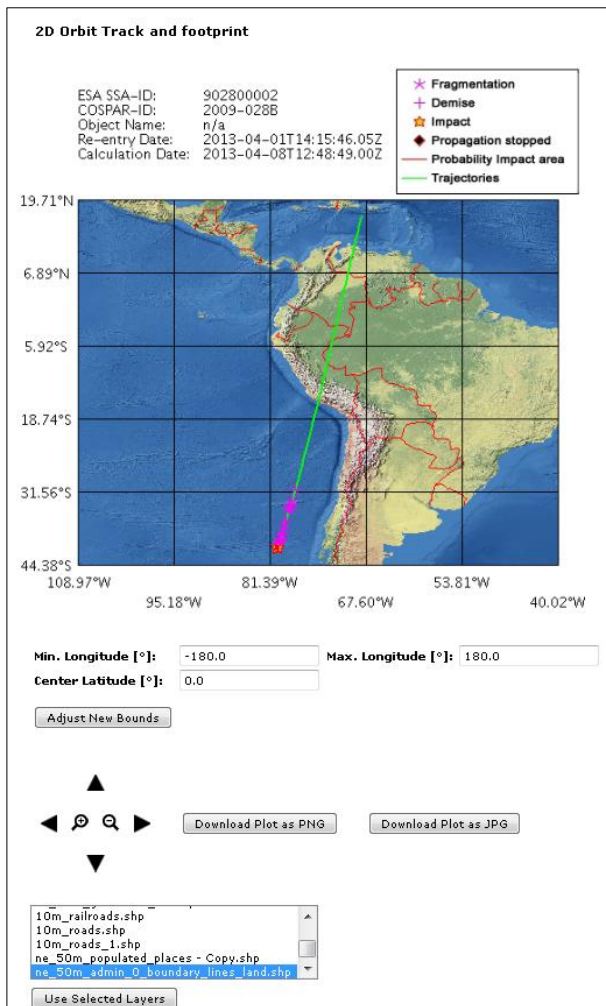 2D Orbit Track and footprint
ESA SSA-ID: 902800002
COSPAR-ID: 2009-028B
Object Name: n/a
Re-entry Date: 2013-04-01T14:15:46.05Z
Calculation Date: 2013-04-08T12:48:49.00Z
Fragmentation
Demise
Impact
Propagation stopped
Probability Impact area
Trajectories
19.71°N
6.89°N
5.92°S
18.74°S
31.56°S
44.38°S
108.97°W 81.39°W 53.81°W
95.18°W 67.60°W 40.02°W
Min. Longitude [°]: -180.0 Max. Longitude [°]: 180.0
Center Latitude [°]: 0.0
Adjust New Bounds
Download Plot as PNG Download Plot as JPG
10m_railroads.shp
10m_roads.shp
10m_roads_1.shp
ne_50m_populated_places - Copy.shp
ne_50m_admin_0_boundary_lines_land.shp
Use Selected Layers